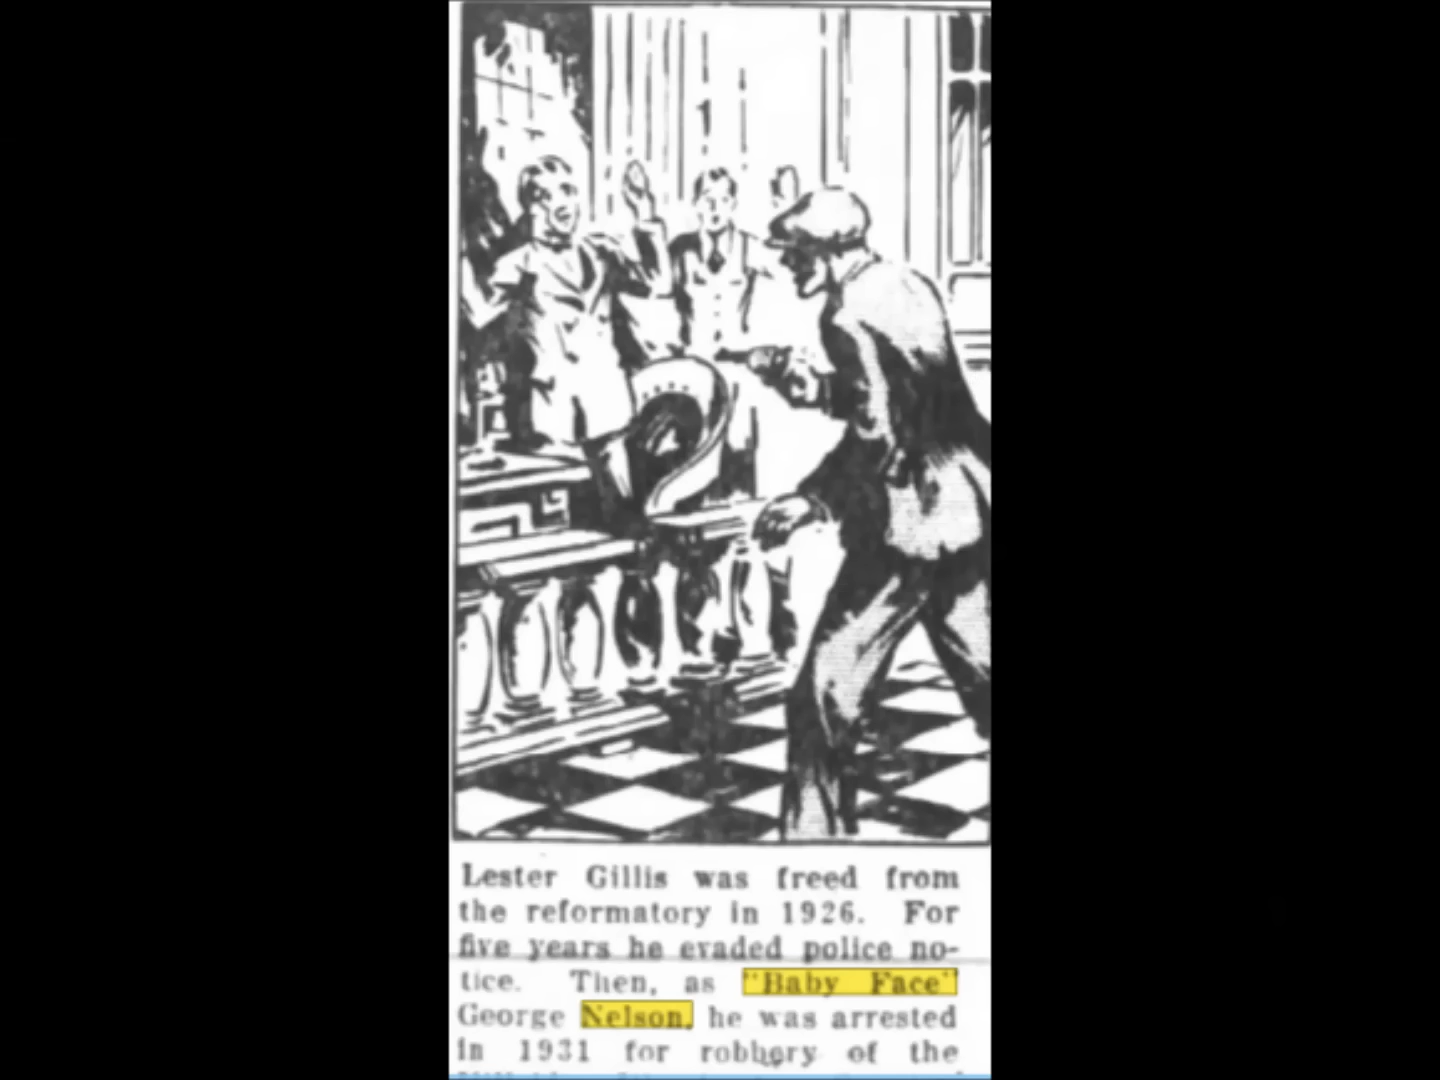 Lester Gillis was freed from
the reformatory in 1926. For
five years he evaded police no-
tice. Then, as "Baby Face"
George Nelson, he was arrested
in 1931 for robbery of the